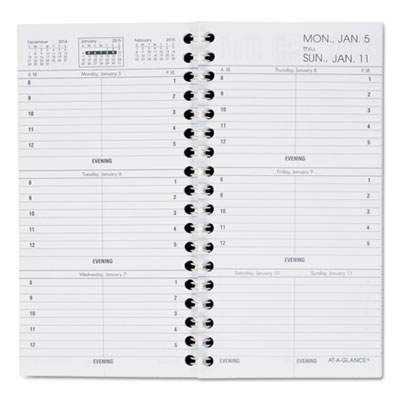 December 2014
January 2015
February 2015
A.M. Monday, January 5 P.M.
8 1
9 2
10 3
11 4
12 5
EVENING
Tuesday, January 6
8 1
9 2
10 3
11 4
12 5
EVENING
Wednesday, January 7
8 1
9 2
10 3
11 4
12 5
EVENING
MON., JAN. 5
thru
SUN., JAN. 11
A.M. Thursday, January 8 P.M.
8 1
9 2
10 3
11 4
12 5
EVENING
Friday, January 9
8 1
9 2
10 3
11 4
12 5
EVENING
Saturday, January 10 Sunday, January 11
EVENING
AT-A-GLANCE®